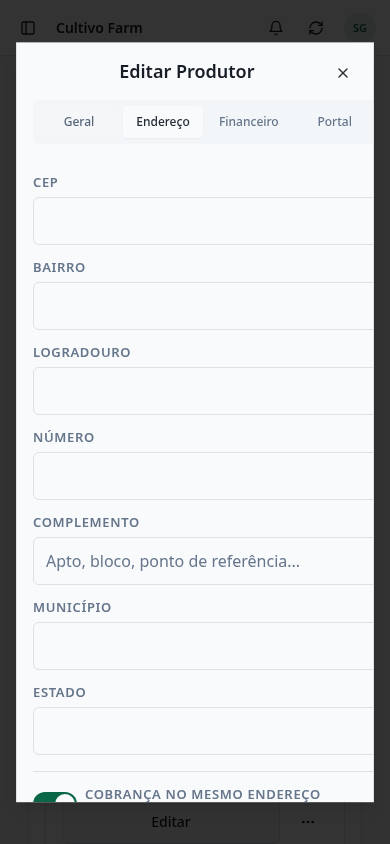 Cultivo Farm
SG
Editar Produtor
Geral
Endereço
Financeiro
Portal
CEP
BAIRRO
LOGRADOURO
NÚMERO
COMPLEMENTO
Apto, bloco, ponto de referência...
MUNICÍPIO
ESTADO
COBRANÇA NO MESMO ENDEREÇO
Editar